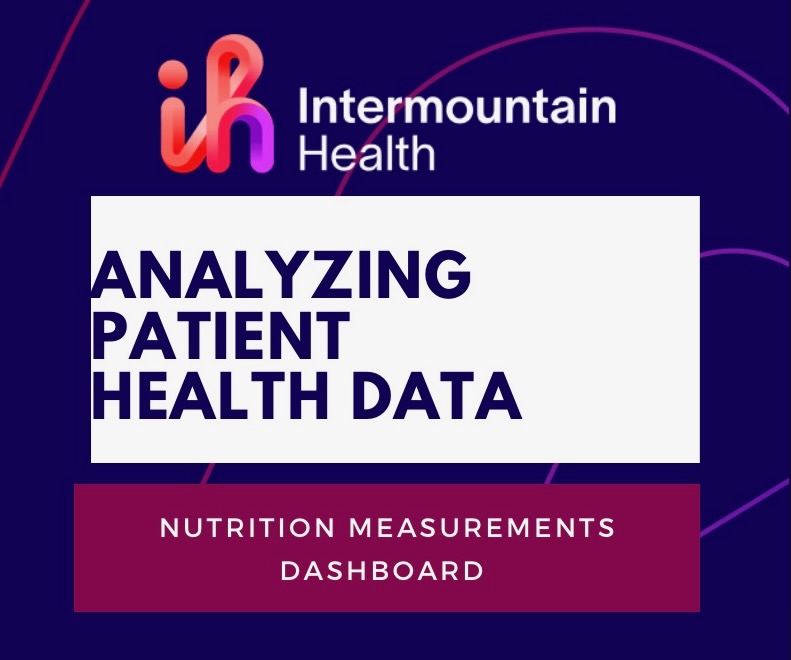 Intermountain
Health
ANALYZING
PATIENT
HEALTH DATA
NUTRITION MEASUREMENTS
DASHBOARD